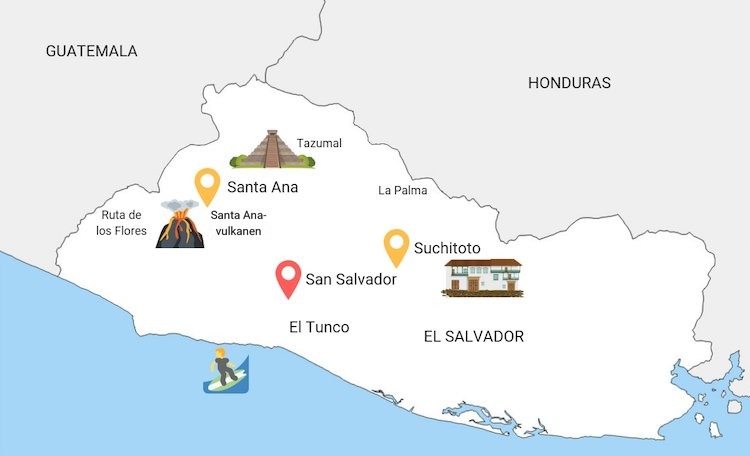 GUATEMALA
HONDURAS
Tazumal
Santa Ana
La Palma
Ruta de
los Flores
Santa Ana-
vulkanen
Suchitoto
San Salvador
El Tunco
EL SALVADOR